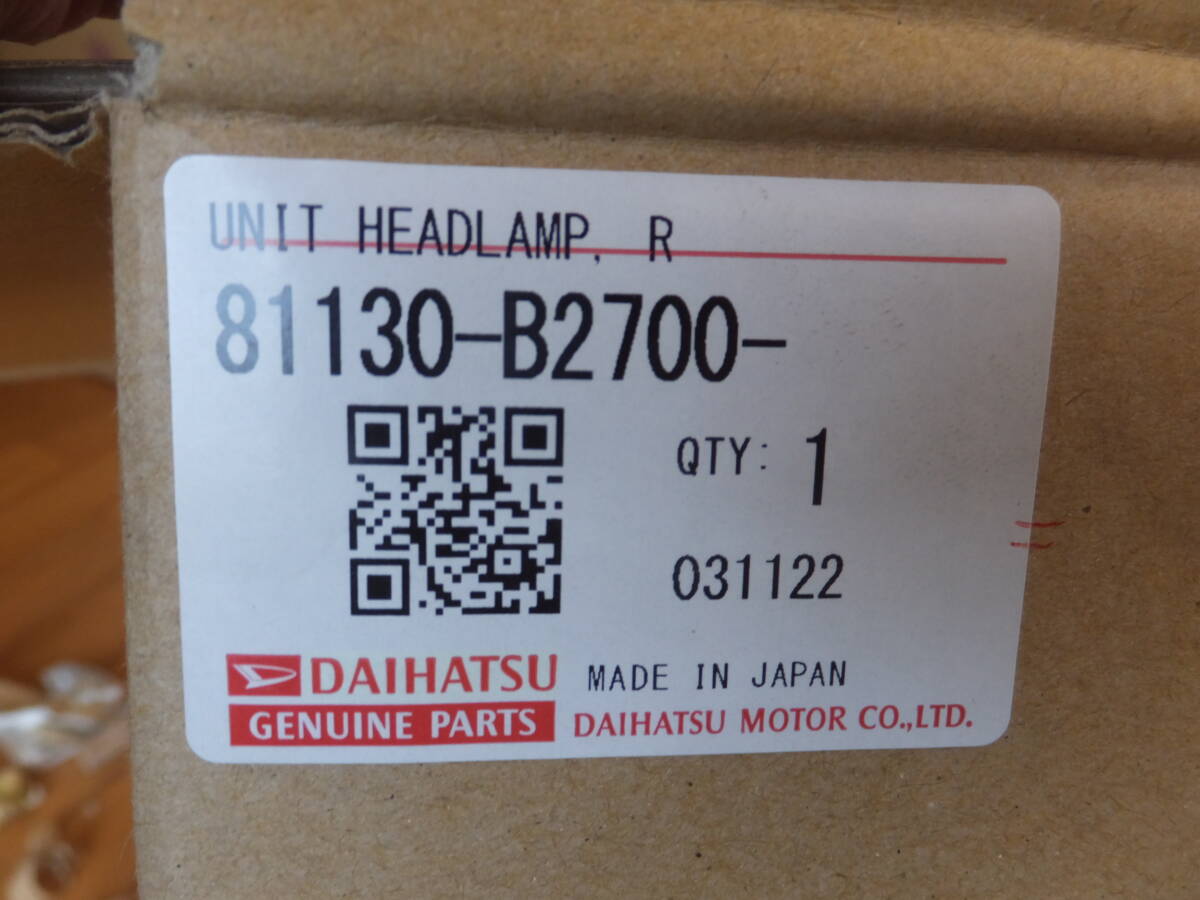 UNIT HEADLAMP, R
81130-B2700-
QTY: 1
031122
DAIHATSU MADE IN JAPAN
GENUINE PARTS DAIHATSU MOTOR CO.,LTD.